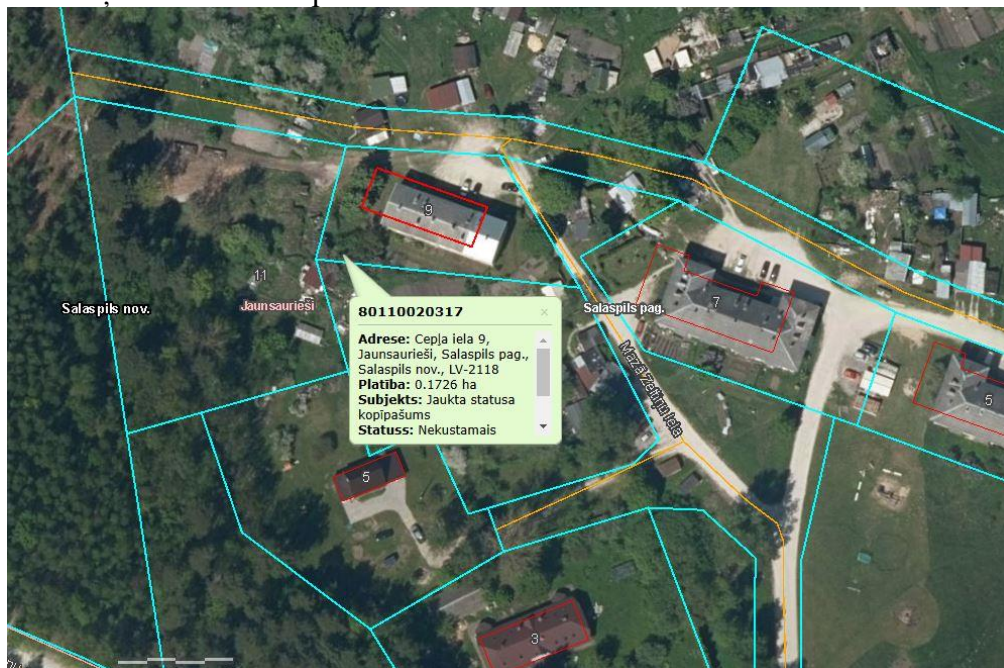 9
11
Jaunsaurieši
Salaspils nov.
Salaspils pag.
7
5
Mazā Zeltiņu iela
80110020317
Adrese: Cepļa iela 9,
Jaunsaurieši, Salaspils pag.,
Salaspils nov., LV-2118
Platība: 0.1726 ha
Subjekts: Jaukta statusa
kopīpašums
Statuss: Nekustamais
5
3